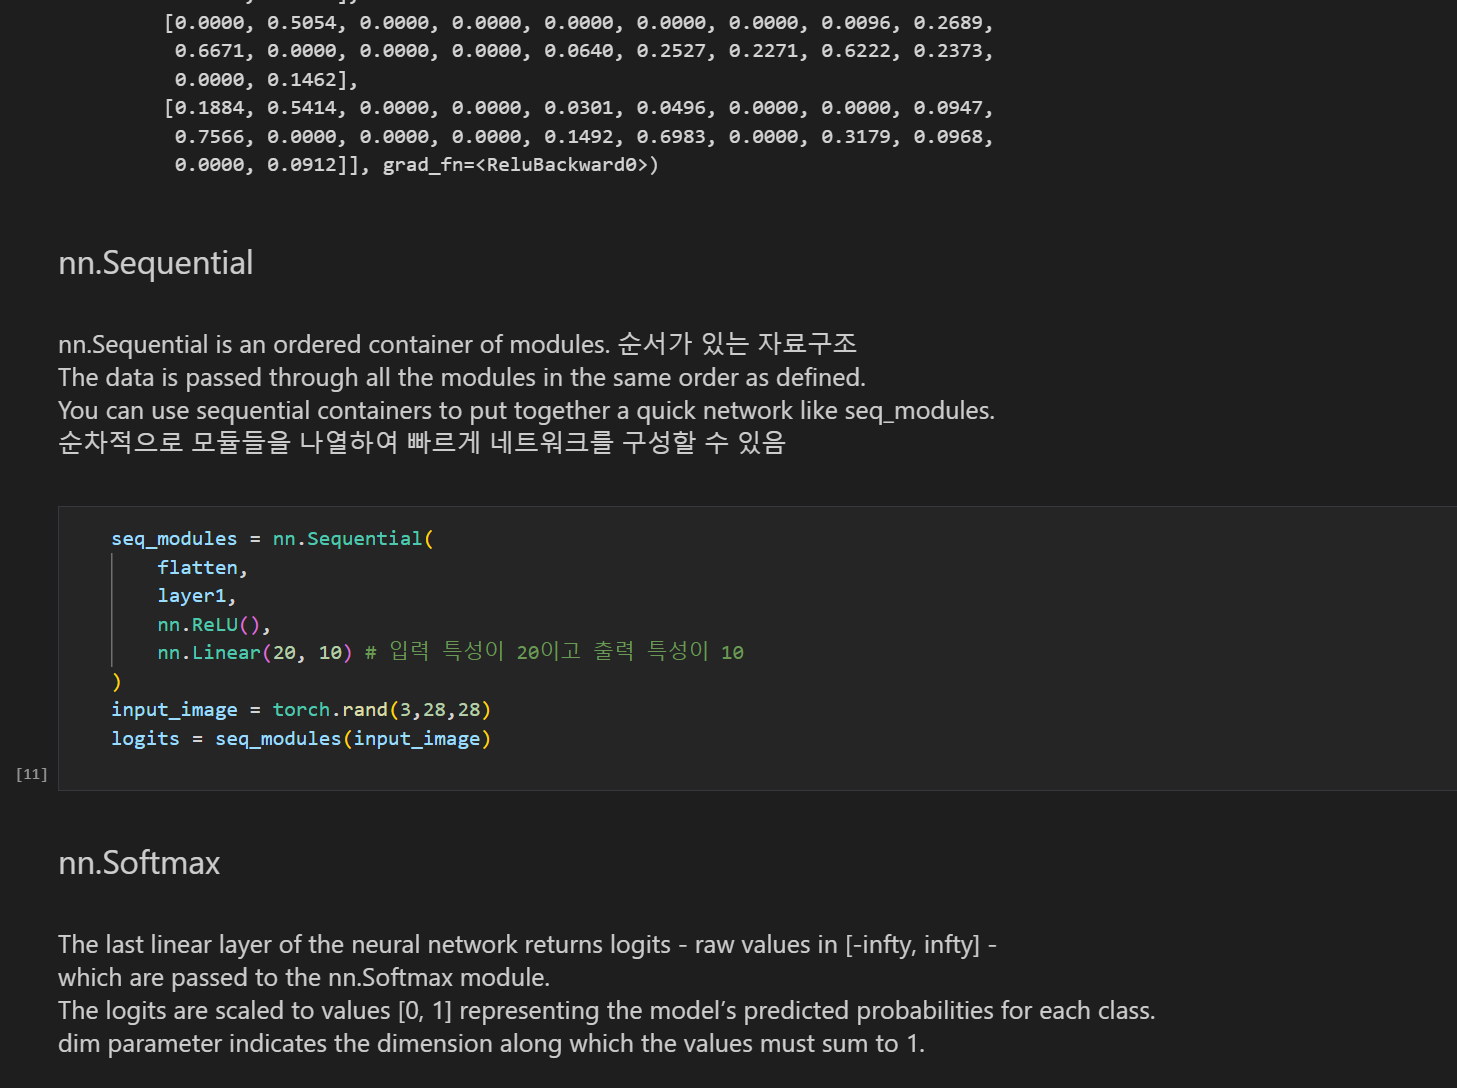 [0.0000, 0.5054, 0.0000, 0.0000, 0.0000, 0.0000, 0.0000, 0.0096, 0.2689,
0.6671, 0.0000, 0.0000, 0.0000, 0.0640, 0.2527, 0.2271, 0.6222, 0.2373,
0.0000, 0.1462],
[0.1884, 0.5414, 0.0000, 0.0000, 0.0301, 0.0496, 0.0000, 0.0000, 0.0947,
0.7566, 0.0000, 0.0000, 0.0000, 0.1492, 0.6983, 0.0000, 0.3179, 0.0968,
0.0000, 0.0912]], grad_fn=<ReluBackward0>)
nn.Sequential
nn.Sequential is an ordered container of modules. 순서가 있는 자료구조
The data is passed through all the modules in the same order as defined.
You can use sequential containers to put together a quick network like seq_modules.
순차적으로 모듈들을 나열하여 빠르게 네트워크를 구성할 수 있음
seq_modules = nn.Sequential(
flatten,
layer1,
nn.ReLU(),
nn.Linear(20, 10) # 입력 특성이 20이고 출력 특성이 10
)
input_image = torch.rand(3,28,28)
logits = seq_modules(input_image)
[11]
nn.Softmax
The last linear layer of the neural network returns logits - raw values in [-infty, infty] -
which are passed to the nn.Softmax module.
The logits are scaled to values [0, 1] representing the model’s predicted probabilities for each class.
dim parameter indicates the dimension along which the values must sum to 1.